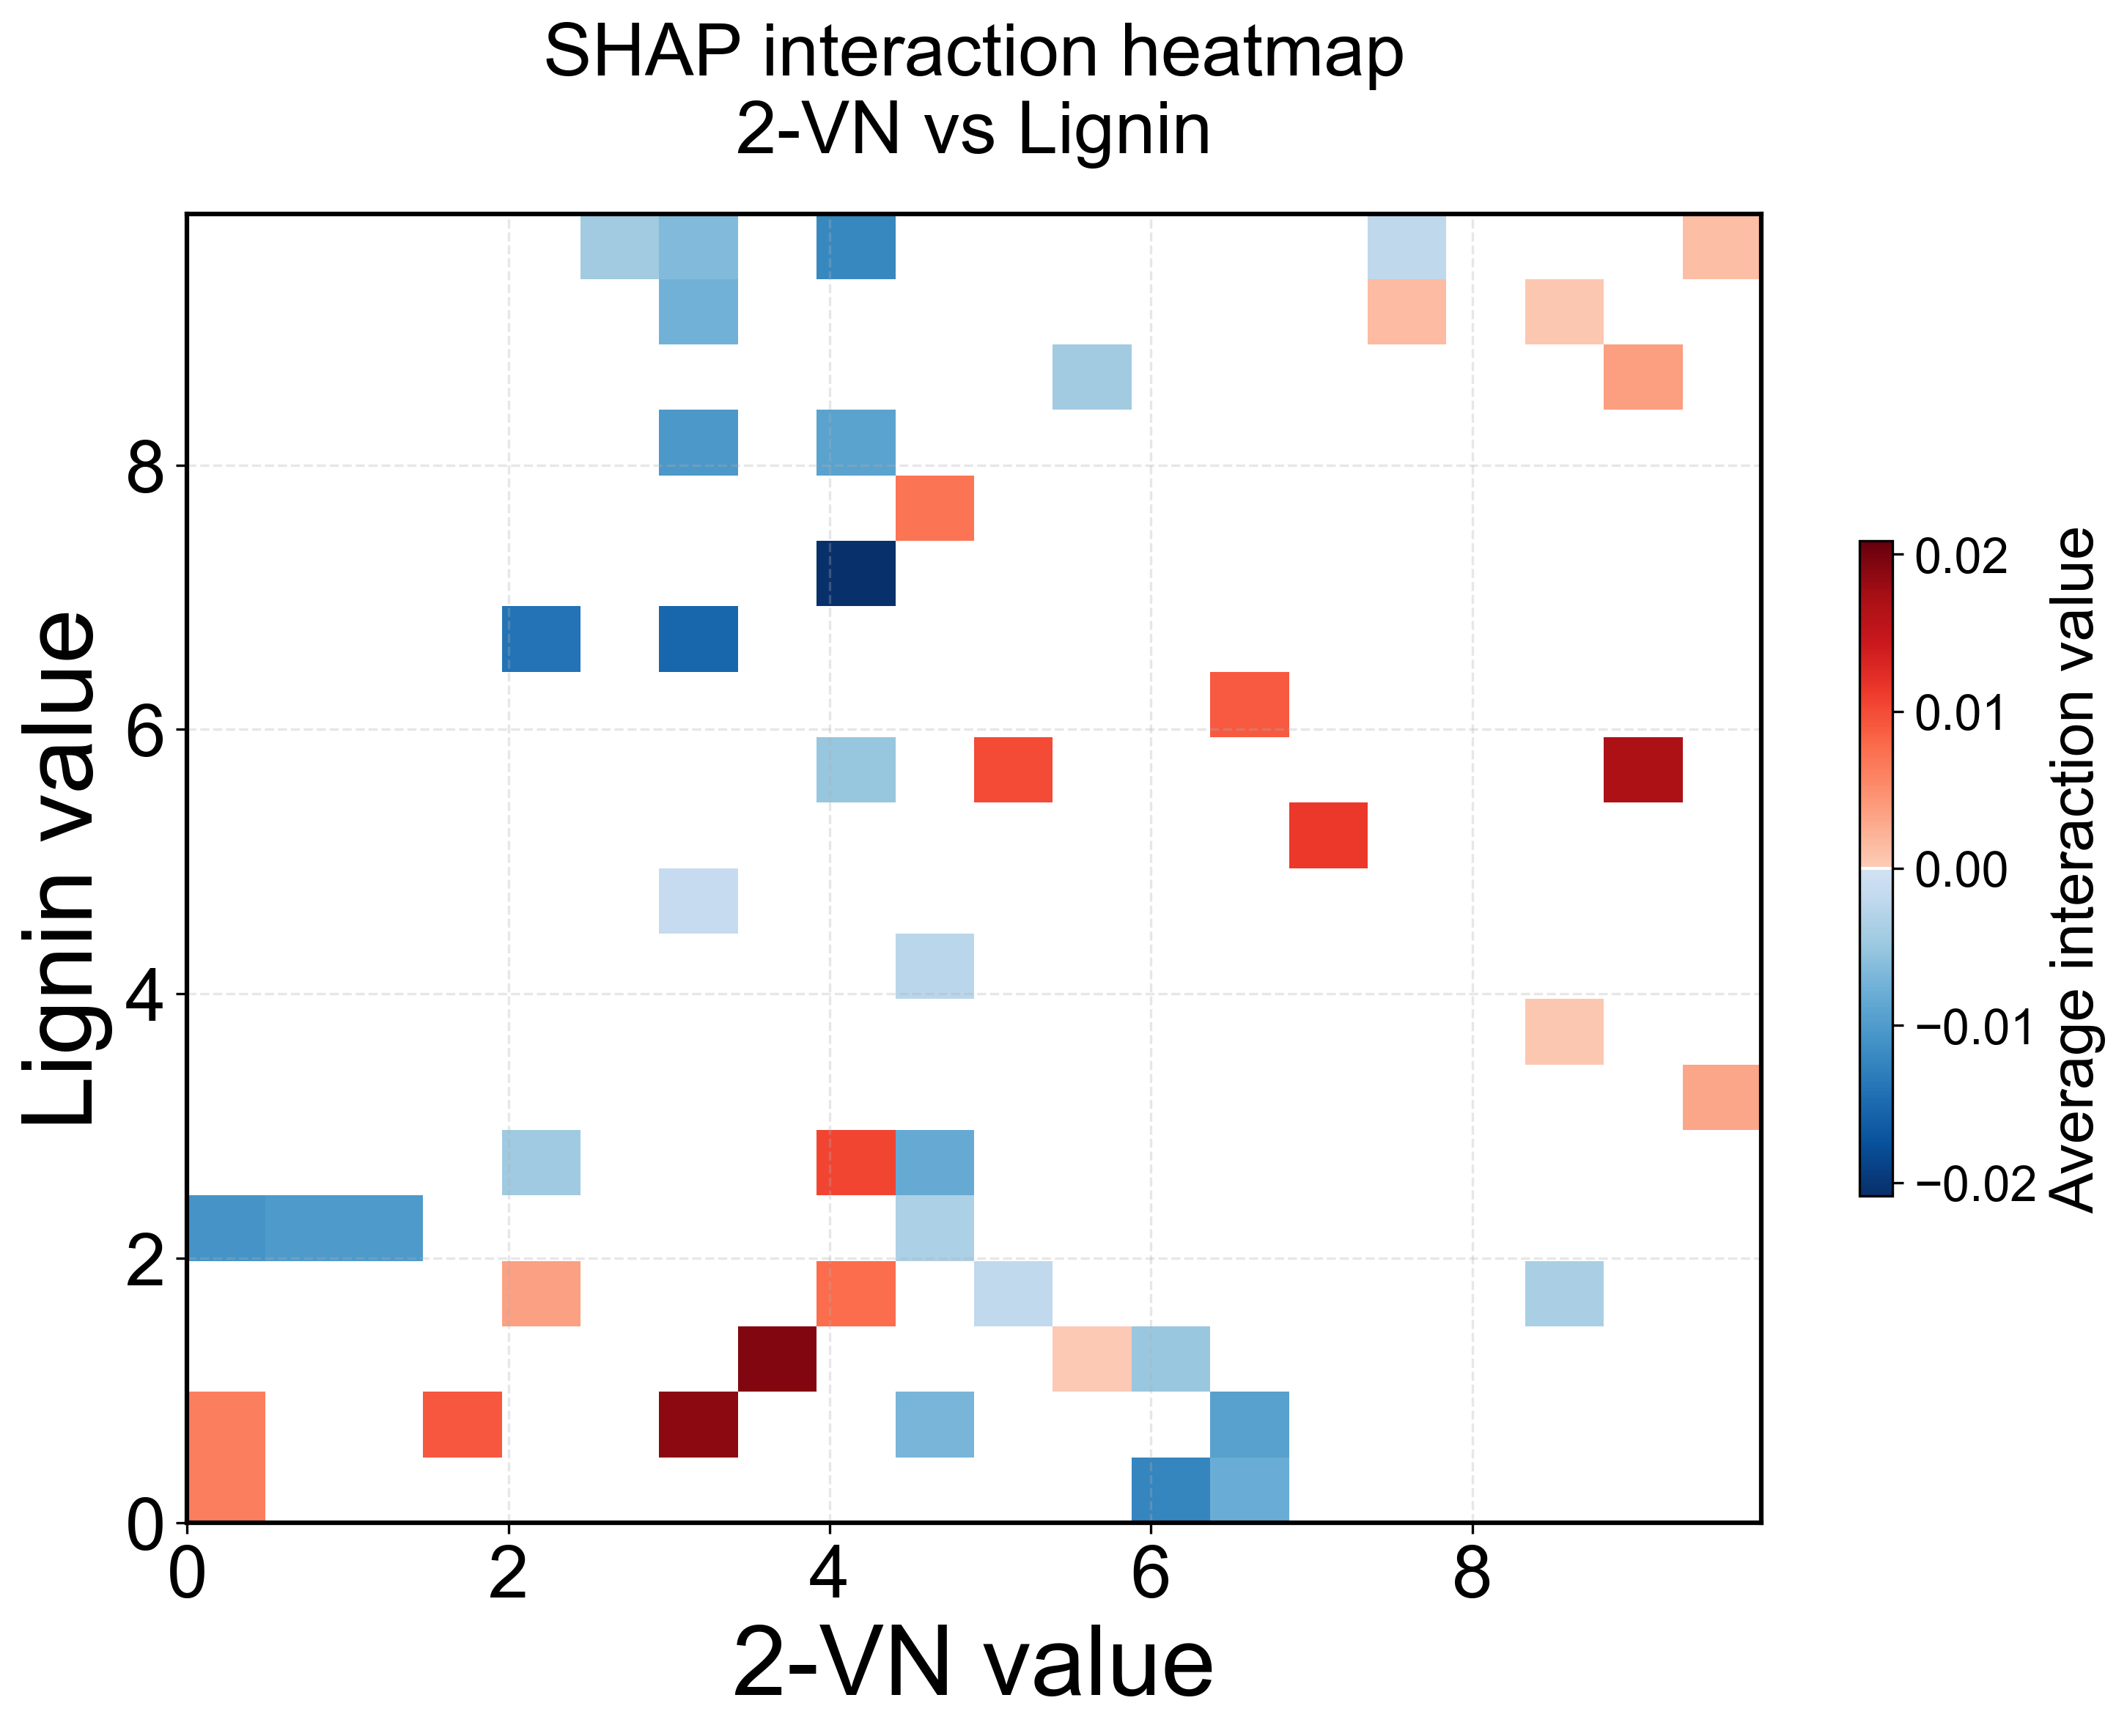 SHAP interaction heatmap
2-VN vs Lignin
Lignin value
8
6
4
2
0
0 2 4 6 8
2-VN value
0.02
0.01
0.00
−0.01
−0.02
Average interaction value